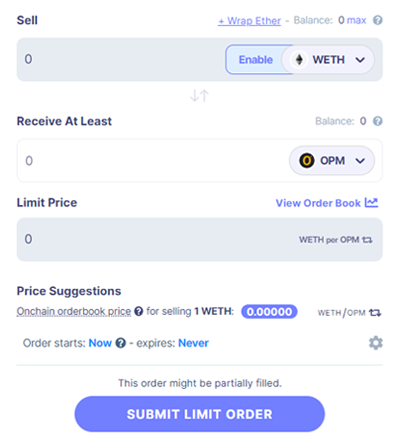 Sell + Wrap Ether - Balance: 0 max ?
0 Enable WETH
Receive At Least Balance: 0 ?
0 OPM
Limit Price View Order Book
0 WETH per OPM
Price Suggestions
Onchain orderbook price ? for selling 1 WETH: 0.00000 WETH/OPM
Order starts: Now ? - expires: Never
This order might be partially filled.
SUBMIT LIMIT ORDER